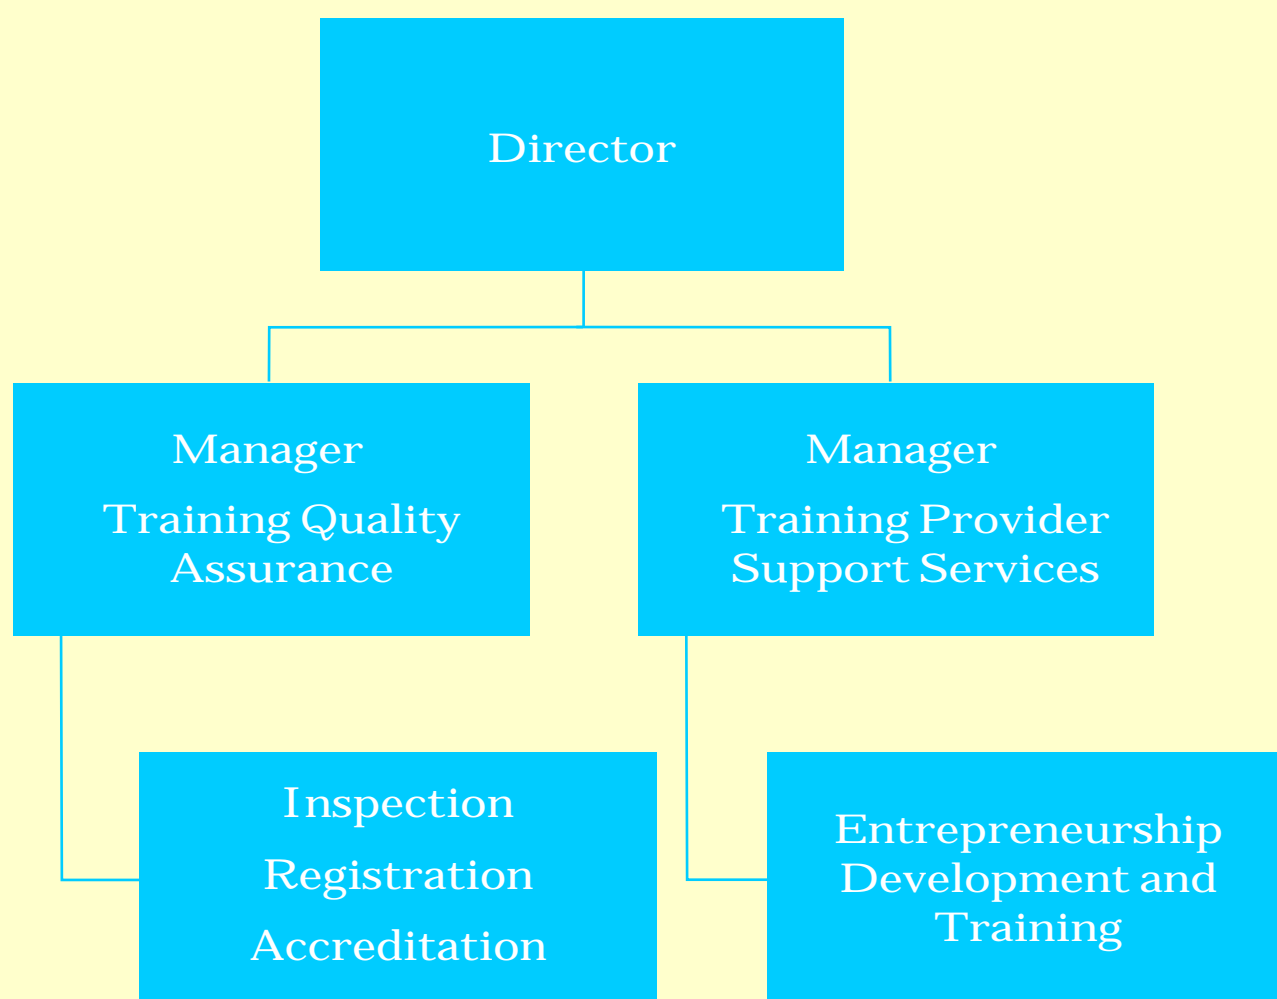 Director
Manager
Training Quality
Assurance
Manager
Training Provider
Support Services
Inspection
Registration
Accreditation
Entrepreneurship
Development and
Training